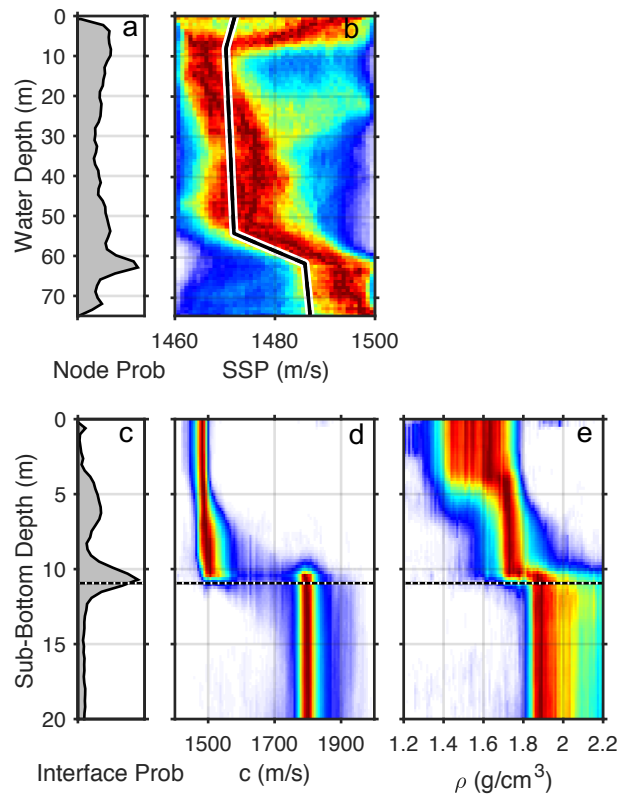 a
b
0
10
20
30
40
50
60
70
Water Depth (m)
1460 1480 1500
Node Prob SSP (m/s)
c
d
e
0
5
10
15
20
Sub-Bottom Depth (m)
1500 1700 1900 1.2 1.4 1.6 1.8 2 2.2
Interface Prob c (m/s) ρ (g/cm³)